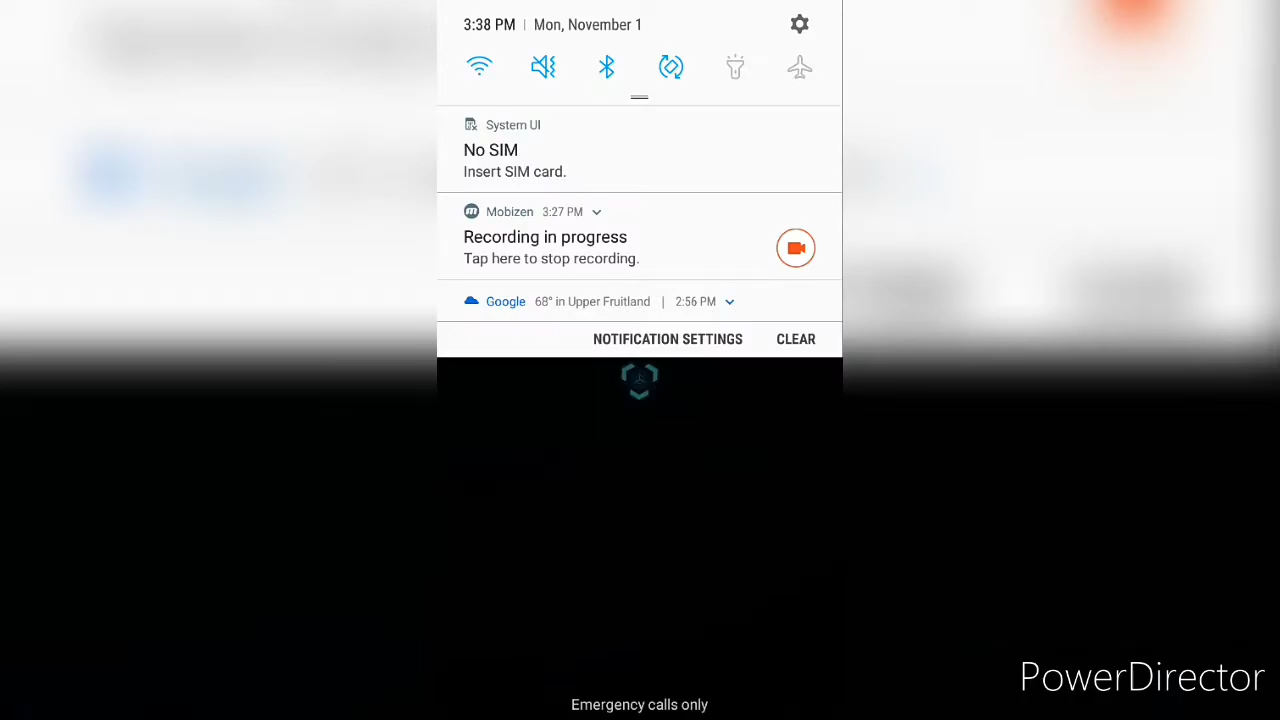 3:38 PM | Mon, November 1
System UI
No SIM
Insert SIM card.
Mobizen 3:27 PM
Recording in progress
Tap here to stop recording.
Google 68° in Upper Fruitland | 2:56 PM
NOTIFICATION SETTINGS CLEAR
PowerDirector
Emergency calls only